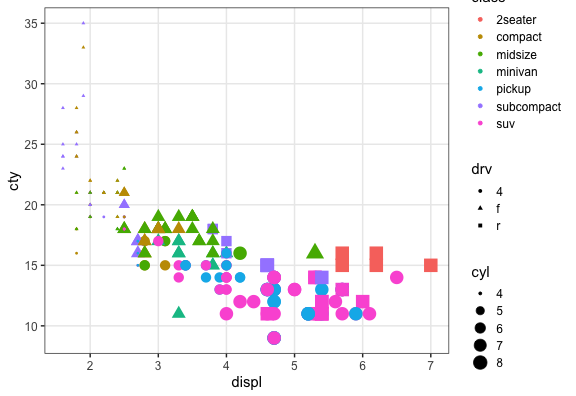 class
2seater
compact
midsize
minivan
pickup
subcompact
suv
drv
4
f
r
cyl
4
5
6
7
8
cty
35
30
25
20
15
10
2
3
4
5
6
7
displ